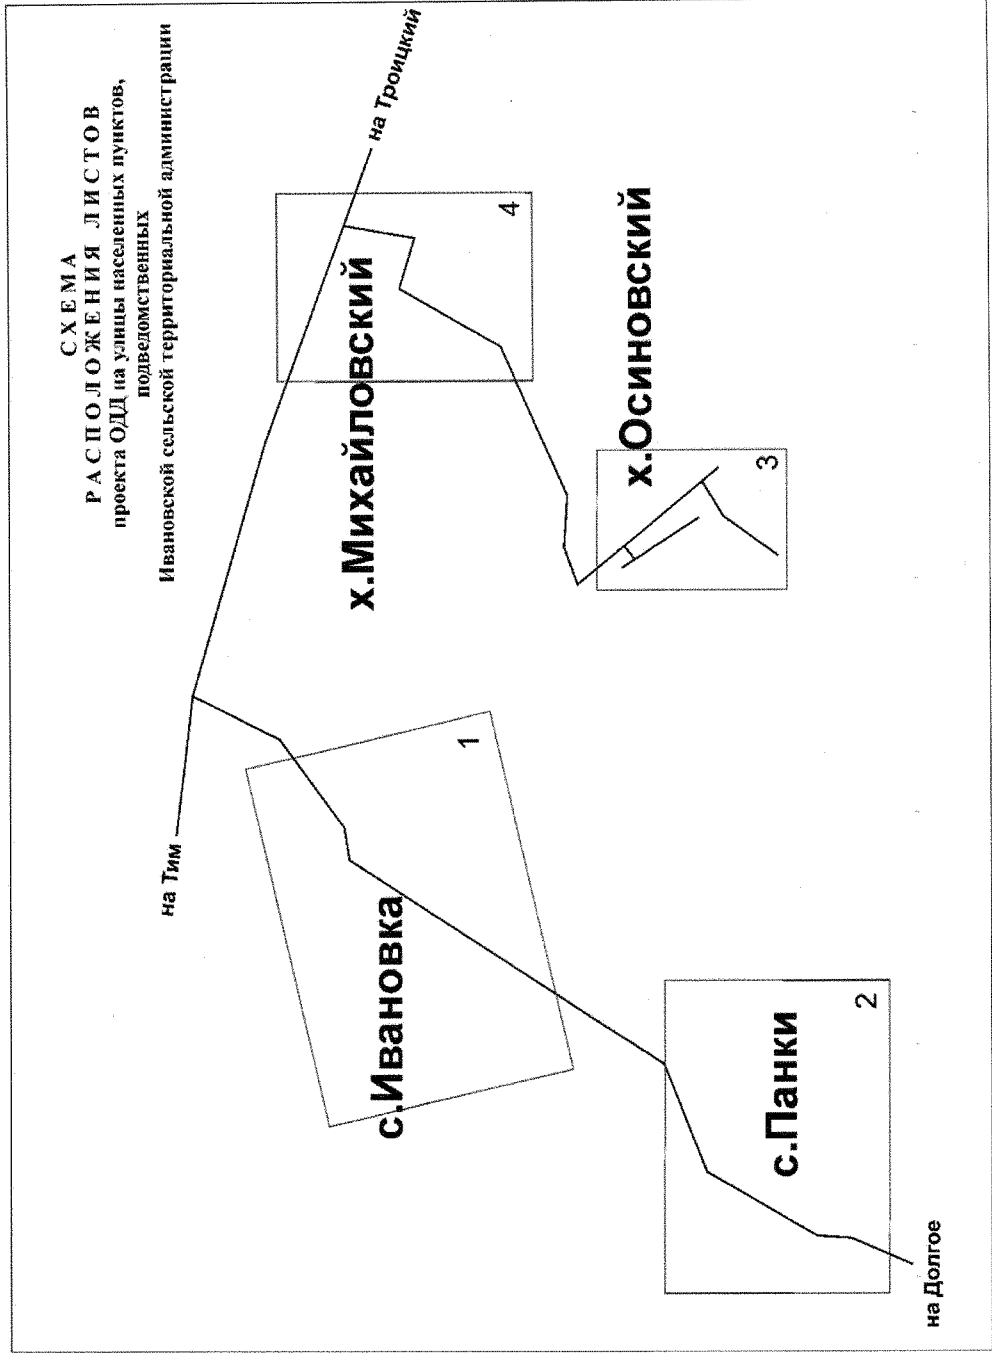 СХЕМА
РАСПОЛОЖЕНИЯ ЛИСТОВ
проекта ОДД на улицы населенных пунктов,
подведомственных
Ивановской сельской территориальной администрации
на Тим
на Троицкий
1
с.Ивановка
х.Михайловский
4
х.Осиновский
3
с.Панки
2
на Долгое